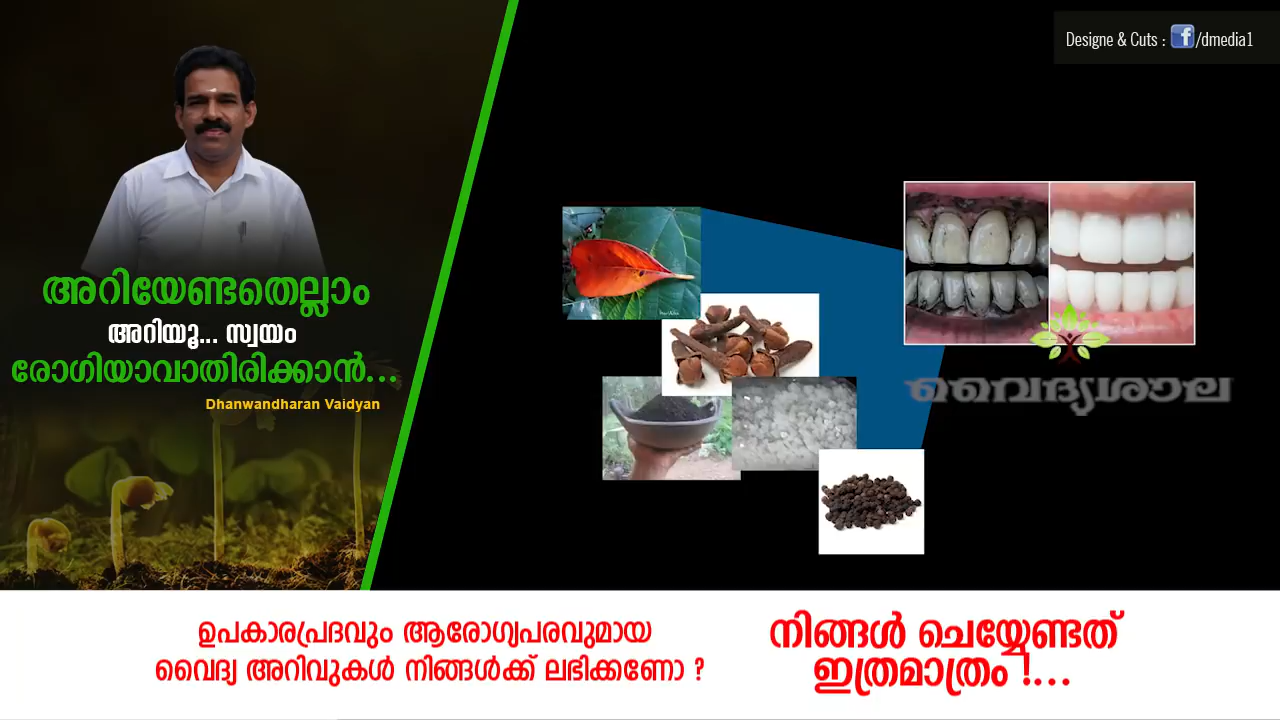 Designe & Cuts : f/dmedia1
അറിയേണ്ടതെല്ലാം
അറിയൂ... സ്വയം
രോഗിയാവാതിരിക്കാൻ...
Dhanwandharan Vaidyan
വൈദ്യശാല
ഉപകാരപ്രദവും ആരോഗ്യപരവുമായ
വൈദ്യ അറിവുകൾ നിങ്ങൾക്ക് ലഭിക്കണോ ?
നിങ്ങൾ ചെയ്യേണ്ടത്
ഇത്രമാത്രം !...